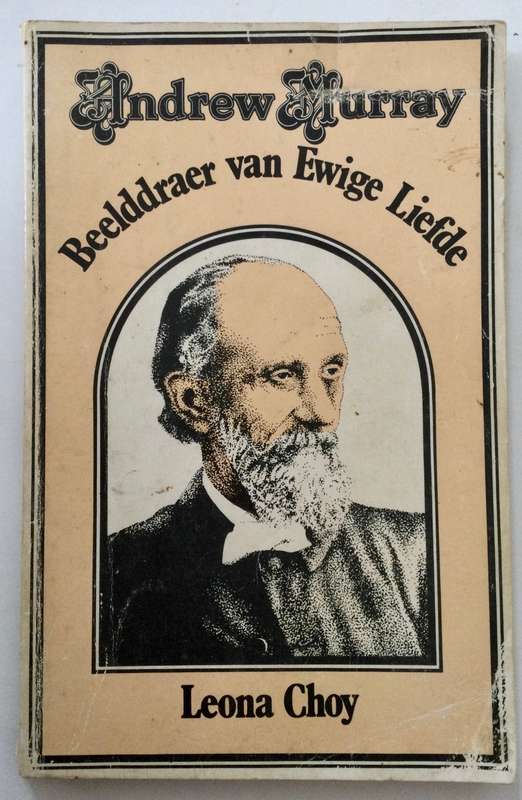 Andrew Murray
Beelddraer van Ewige Liefde
Leona Choy